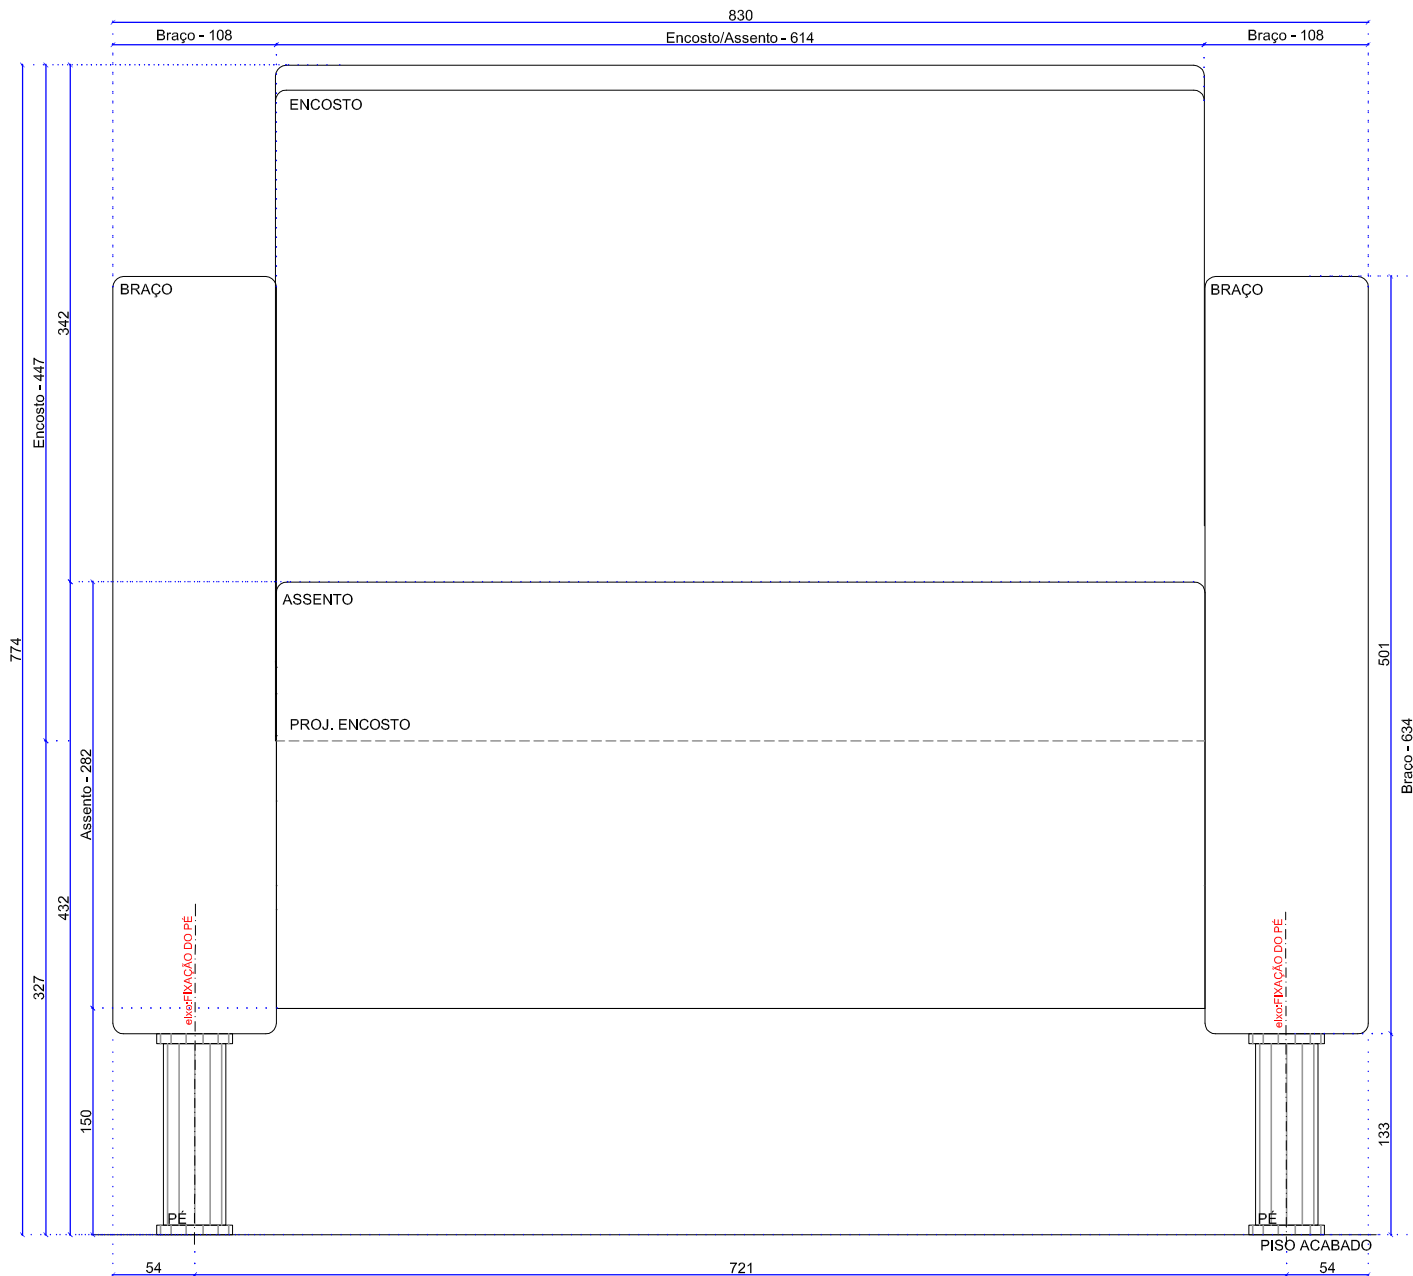 830
Braço - 108
Encosto/Assento - 614
Braço - 108
ENCOSTO
BRAÇO
BRAÇO
342
Encosto - 447
ASSENTO
774
501
PROJ. ENCOSTO
Assento - 282
Braco - 634
432
327
eixo:FIXAÇÃO DO PÉ
eixo:FIXAÇÃO DO PÉ
150
133
PÉ
PÉ
PISO ACABADO
54
721
54